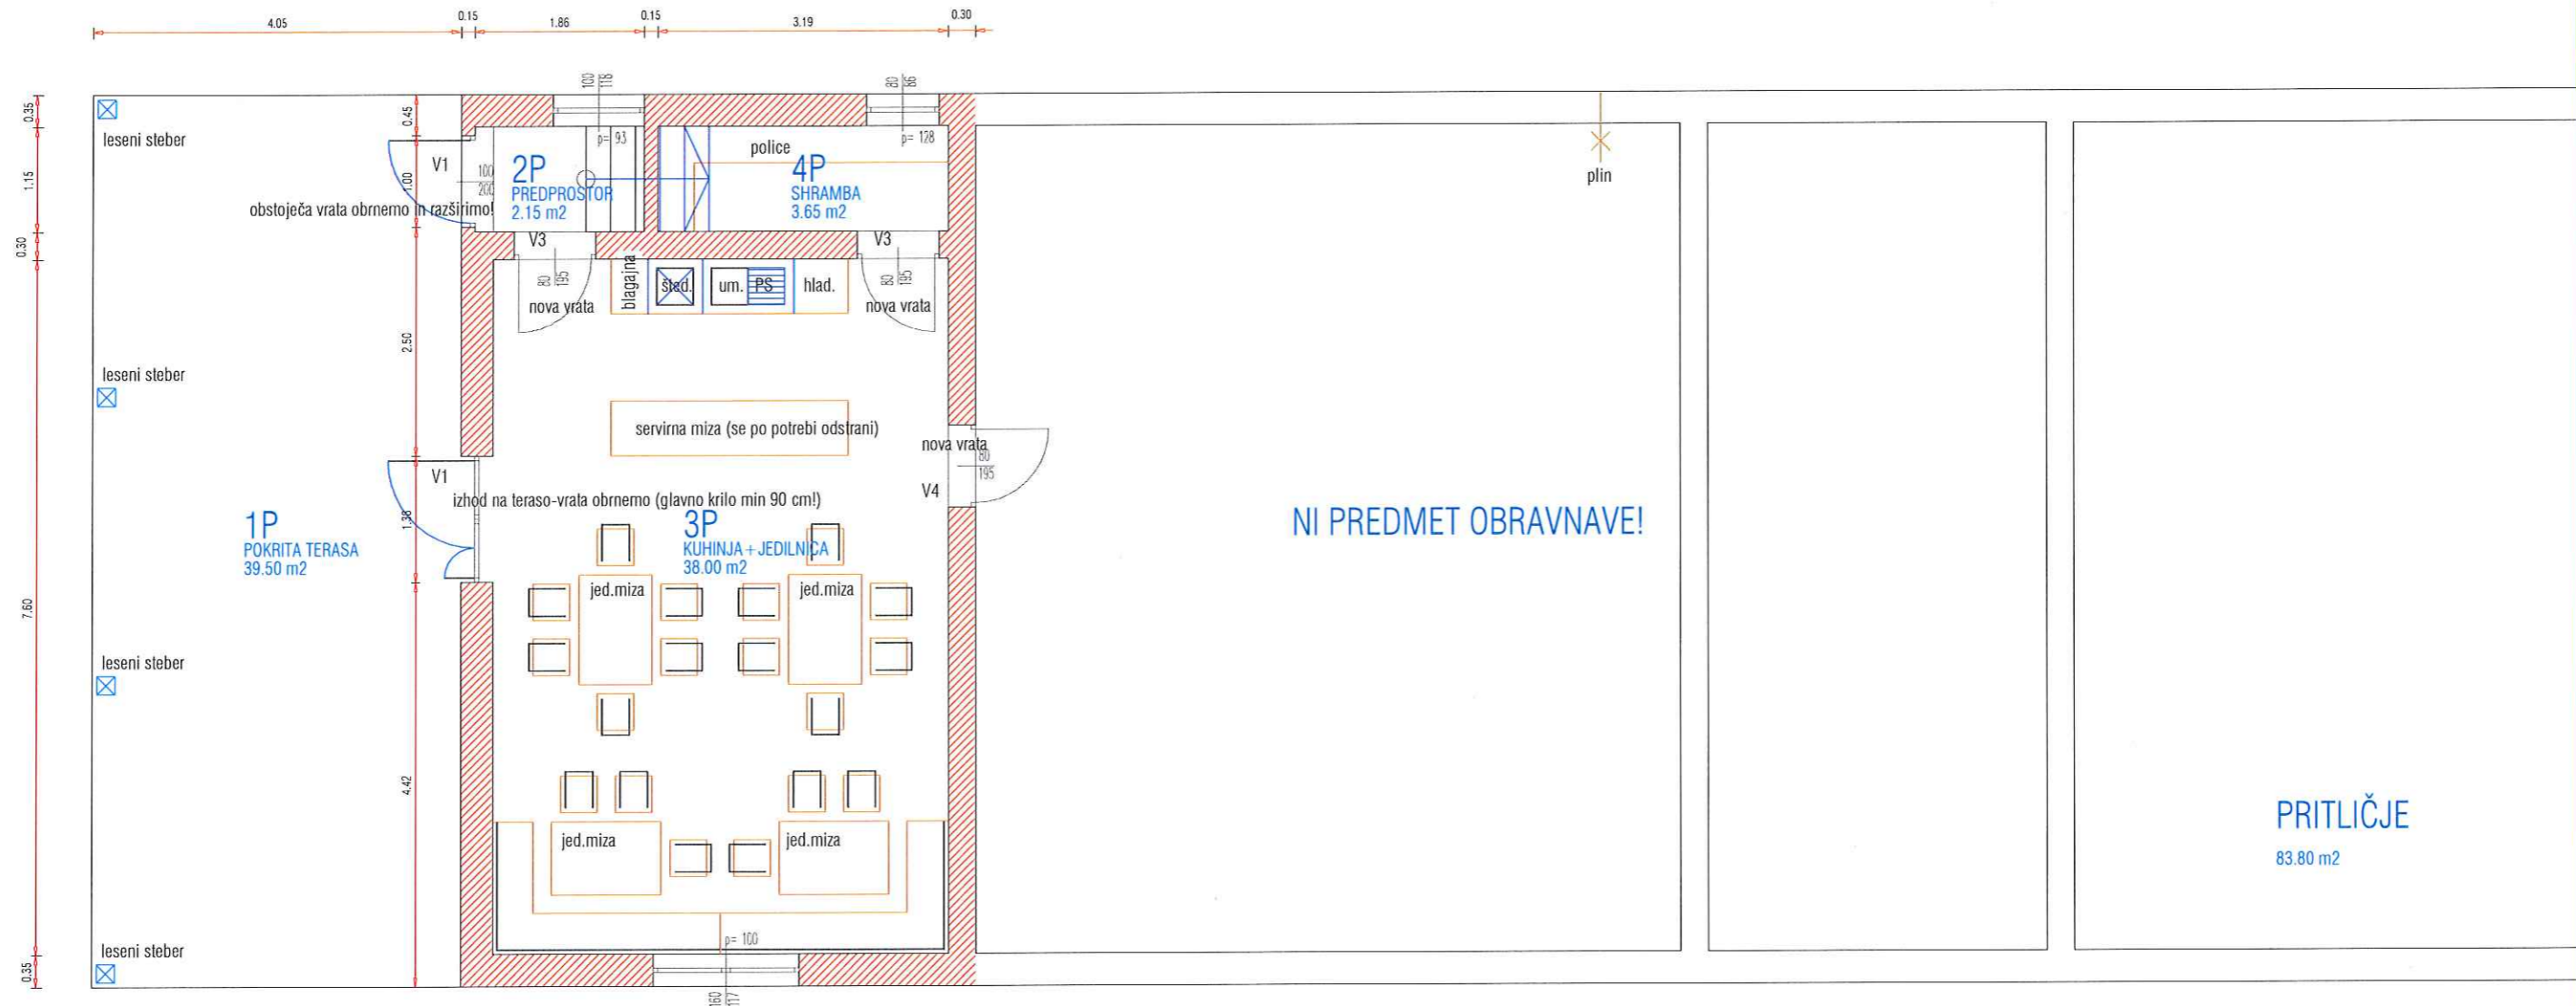 4.05
0.15
1.86
0.15
3.19
0.30
0.35
1.15
0.30
7.60
0.35
0.45
1.00
2.50
1.38
4.42
100
118
80
86
leseni steber
V1
100
200
2P
PREDPROSTOR
2.15 m2
p= 93
police
4P
SHRAMBA
3.65 m2
p= 128
plin
obstoječa vrata obrnemo in razširimo!
V3
80
195
nova vrata
blagajna
štad.
um.
PS
hlad.
V3
80
195
nova vrata
leseni steber
servirna miza (se po potrebi odstrani)
nova vrata
80
195
V4
V1
izhod na teraso-vrata obrnemo (glavno krilo min 90 cm!)
1P
POKRITA TERASA
39.50 m2
3P
KUHINJA+JEDILNICA
38.00 m2
NI PREDMET OBRAVNAVE!
jed.miza
jed.miza
leseni steber
jed.miza
jed.miza
PRITLIČJE
83.80 m2
leseni steber
p= 100
160
117